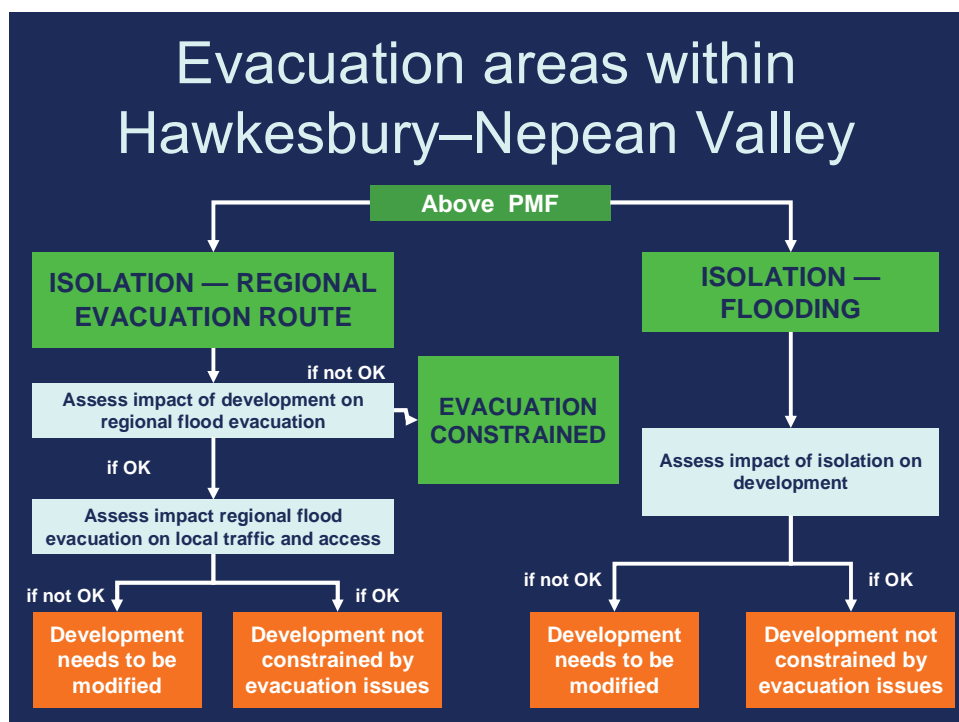 Evacuation areas within
Hawkesbury–Nepean Valley
Above PMF
ISOLATION — REGIONAL
EVACUATION ROUTE
ISOLATION —
FLOODING
if not OK
Assess impact of development on
regional flood evacuation
EVACUATION
CONSTRAINED
if OK
Assess impact of isolation on
development
Assess impact regional flood
evacuation on local traffic and access
if not OK
if OK
if not OK
if OK
Development
needs to be
modified
Development not
constrained by
evacuation issues
Development
needs to be
modified
Development not
constrained by
evacuation issues